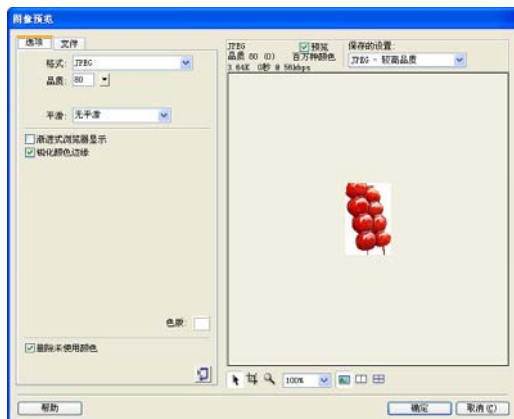 图像预览
选项 文件
格式: JPEG
品质: 80
平滑: 无平滑
渐进式浏览器显示
锐化颜色边缘
色版:
删除未使用颜色
帮助
JPEG
品质 80 (D)
3.64K 0秒 @ 56kbps
预览
百万种颜色
保存的设置:
JPEG - 较高品质
100%
确定 取消(C)